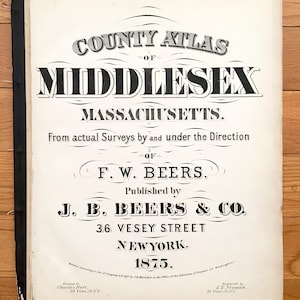 COUNTY ATLAS
OF
MIDDLESEX
MASSACHUSETTS.
From actual Surveys by and under the Direction
OF
F. W. BEERS.
Published by
J. B. BEERS & CO.
36 VESEY STREET
NEW YORK.
1875.